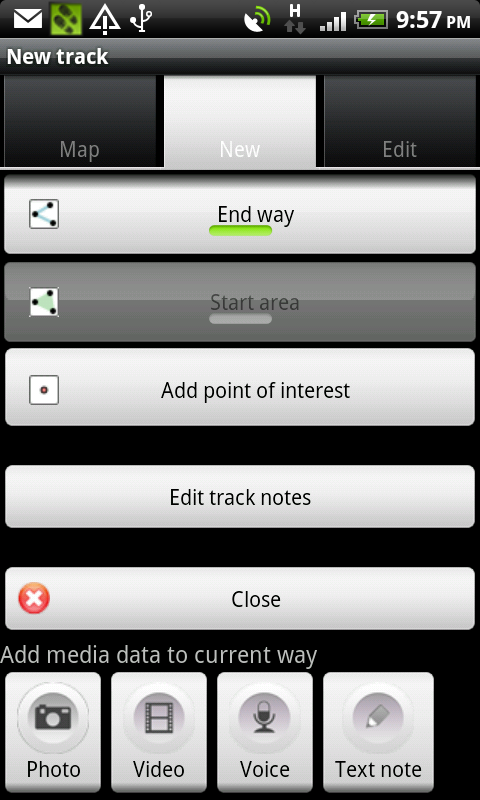 H 9:57 PM
New track
Map New Edit
End way
Start area
Add point of interest
Edit track notes
Close
Add media data to current way
Photo Video Voice Text note